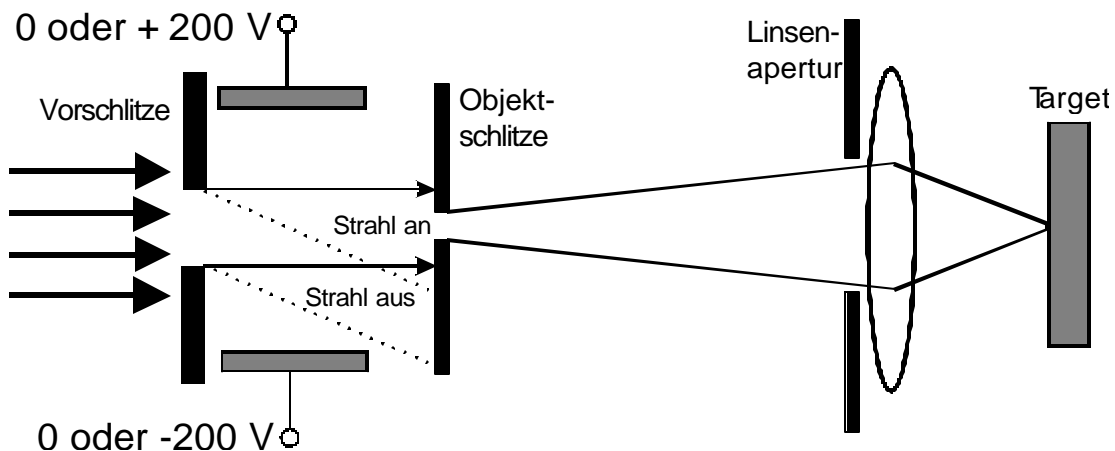 0 oder + 200 V
Vorschlitze
Objekt-
schlitze
Linsen-
apertur
Target
Strahl an
Strahl aus
0 oder -200 V